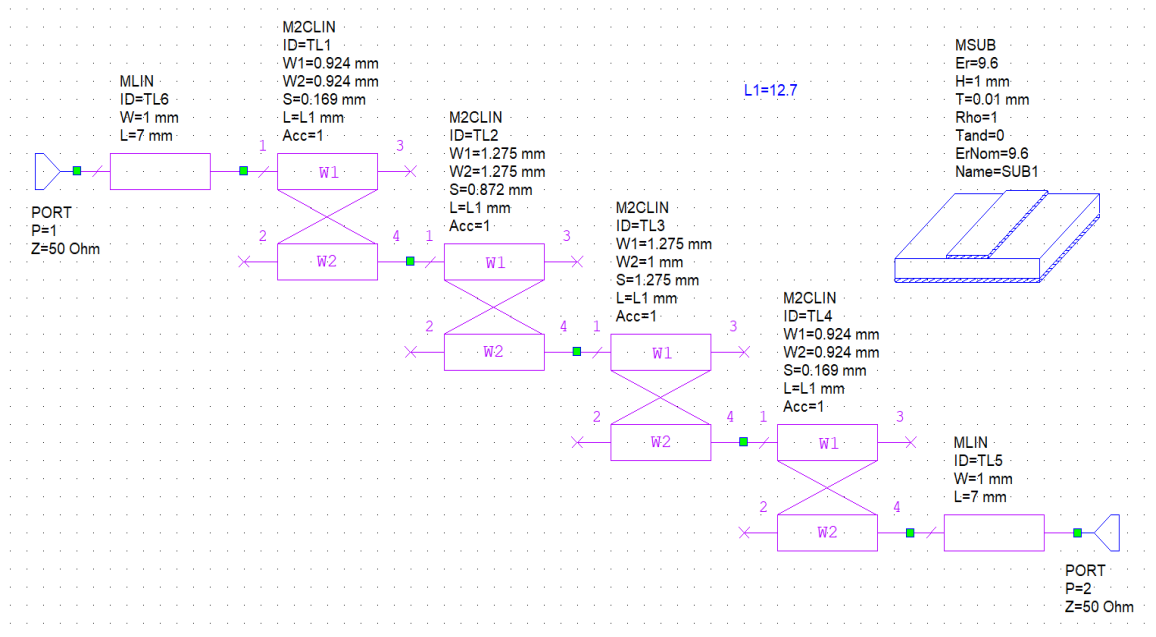 M2CLIN
ID=TL1
W1=0.924 mm
W2=0.924 mm
S=0.169 mm
L=L1 mm
Acc=1
MSUB
Er=9.6
H=1 mm
T=0.01 mm
Rho=1
Tand=0
ErNom=9.6
Name=SUB1
MLIN
ID=TL6
W=1 mm
L=7 mm
L1=12.7
M2CLIN
ID=TL2
W1=1.275 mm
W2=1.275 mm
S=0.872 mm
L=L1 mm
Acc=1
1
3
W1
2
4
W2
PORT
P=1
Z=50 Ohm
M2CLIN
ID=TL3
W1=1.275 mm
W2=1 mm
S=1.275 mm
L=L1 mm
Acc=1
1
3
W1
2
4
W2
M2CLIN
ID=TL4
W1=0.924 mm
W2=0.924 mm
S=0.169 mm
L=L1 mm
Acc=1
1
3
W1
2
4
W2
1
3
W1
2
4
W2
MLIN
ID=TL5
W=1 mm
L=7 mm
PORT
P=2
Z=50 Ohm